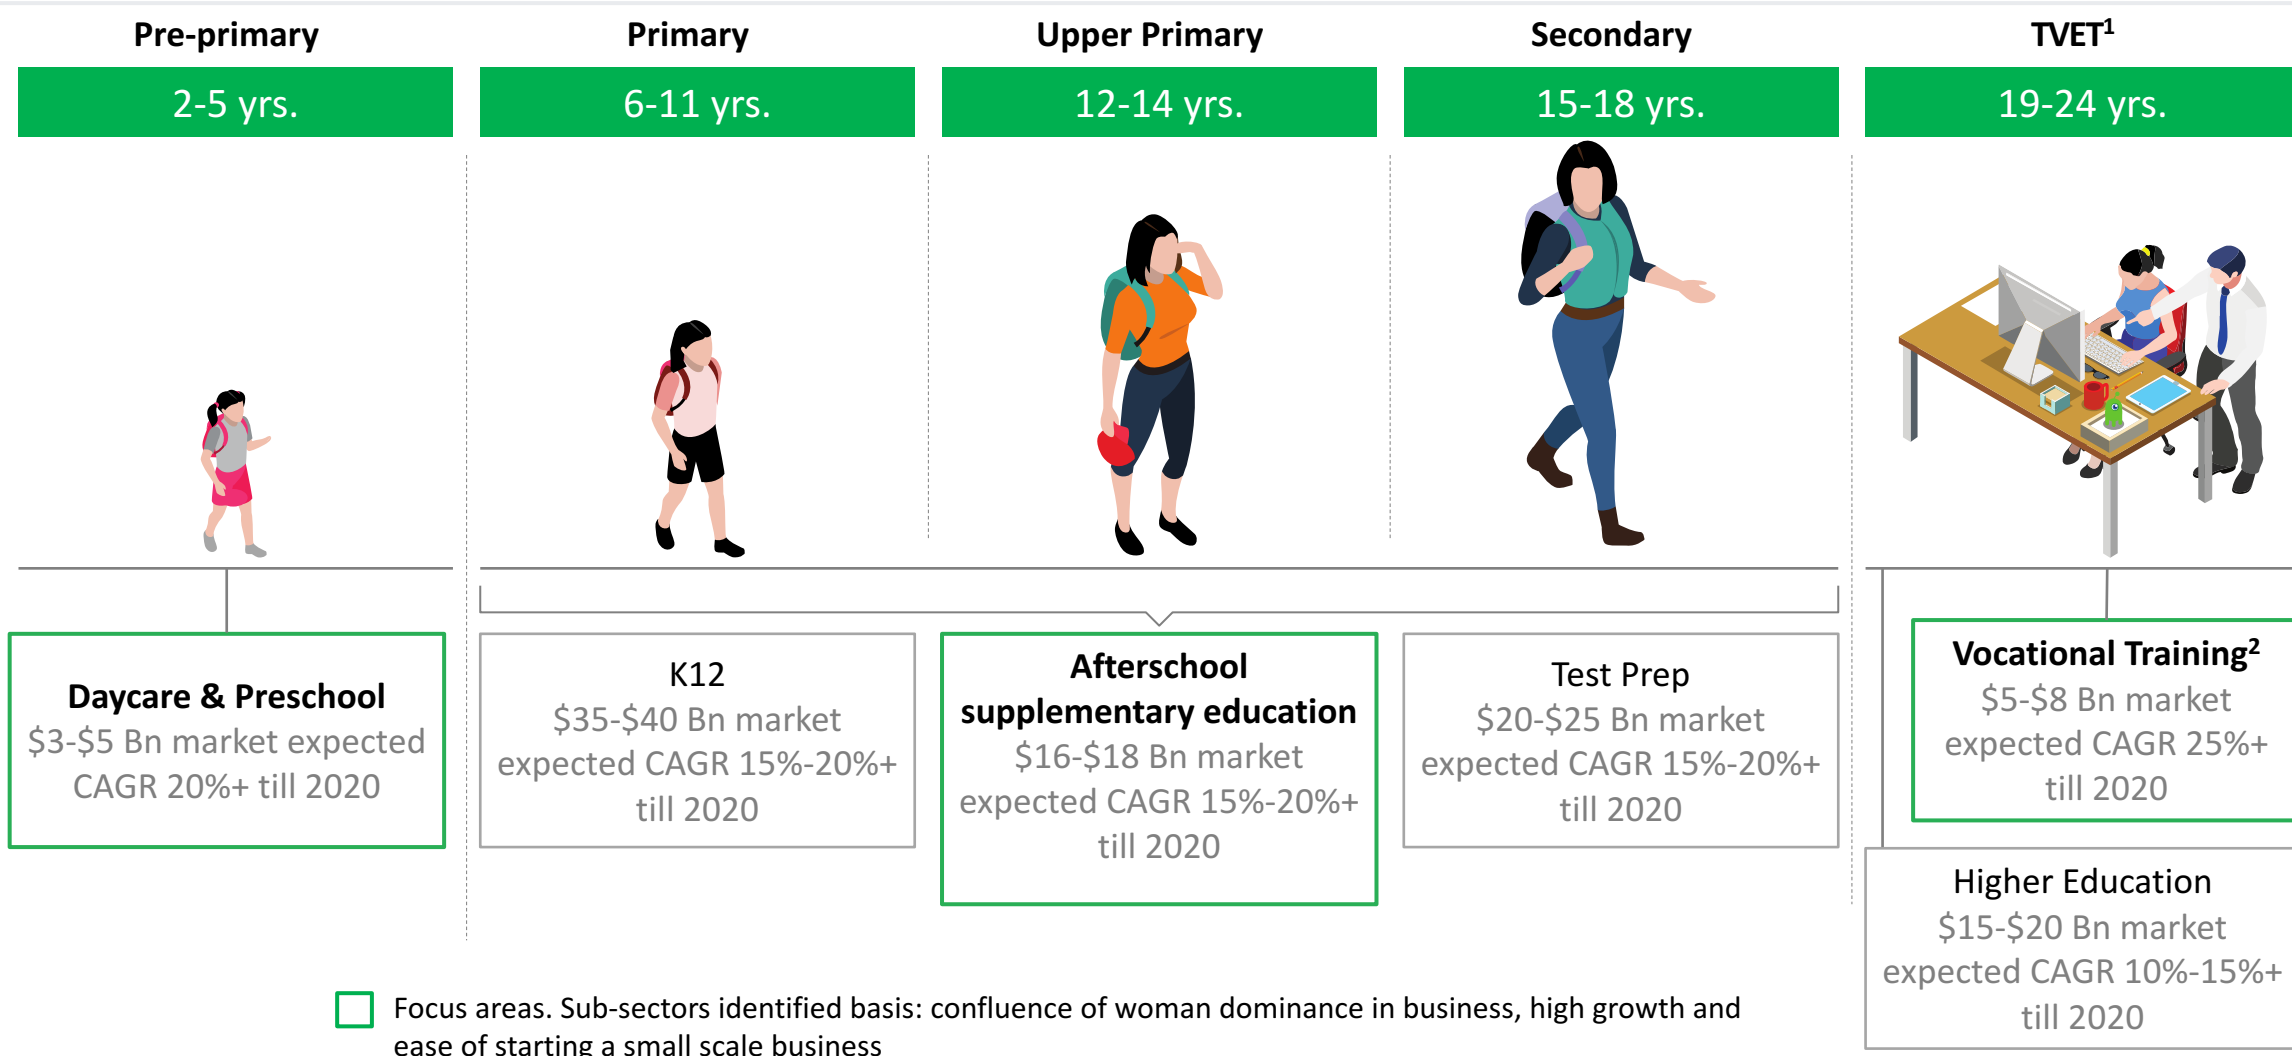 Pre-primary
Primary
Upper Primary
Secondary
TVET¹
2-5 yrs.
6-11 yrs.
12-14 yrs.
15-18 yrs.
19-24 yrs.
Daycare & Preschool
$3-$5 Bn market expected
CAGR 20%+ till 2020
K12
$35-$40 Bn market
expected CAGR 15%-20%+
till 2020
Afterschool
supplementary education
$16-$18 Bn market
expected CAGR 15%-20%+
till 2020
Test Prep
$20-$25 Bn market
expected CAGR 15%-20%+
till 2020
Vocational Training²
$5-$8 Bn market
expected CAGR 25%+
till 2020
Higher Education
$15-$20 Bn market
expected CAGR 10%-15%+
till 2020
Focus areas. Sub-sectors identified basis: confluence of woman dominance in business, high growth and
ease of starting a small scale business